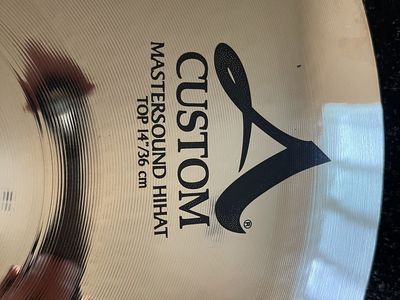 A®
CUSTOM
MASTERSOUND HIHAT
TOP 14"/36 cm